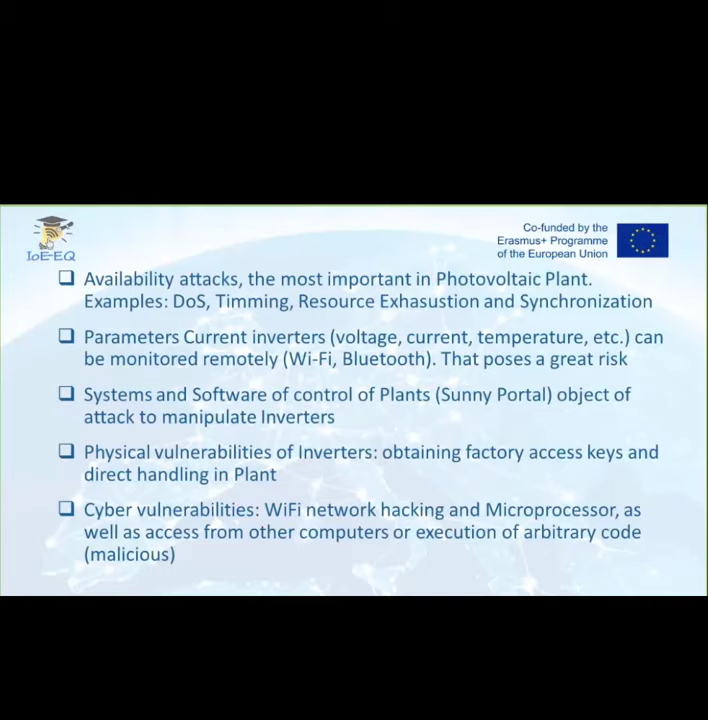 IoE-EQ
Co-funded by the
Erasmus+ Programme
of the European Union
Availability attacks, the most important in Photovoltaic Plant.
Examples: DoS, Timming, Resource Exhasustion and Synchronization
Parameters Current inverters (voltage, current, temperature, etc.) can
be monitored remotely (Wi-Fi, Bluetooth). That poses a great risk
Systems and Software of control of Plants (Sunny Portal) object of
attack to manipulate Inverters
Physical vulnerabilities of Inverters: obtaining factory access keys and
direct handling in Plant
Cyber vulnerabilities: WiFi network hacking and Microprocessor, as
well as access from other computers or execution of arbitrary code
(malicious)